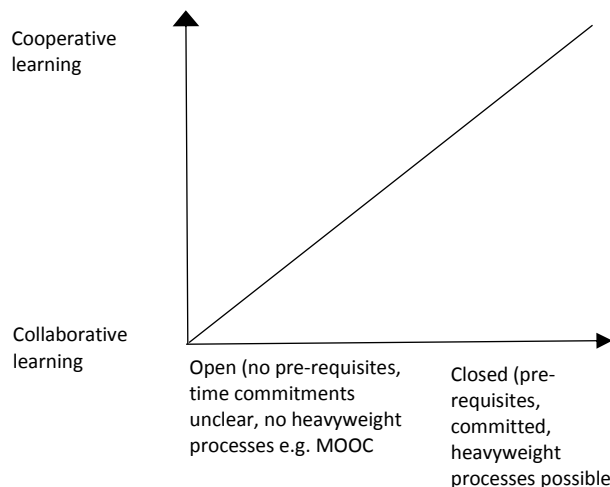 Cooperative
learning
Collaborative
learning
Open (no pre-requisites,
time commitments
unclear, no heavyweight
processes e.g. MOOC
Closed (pre-
requisites,
committed,
heavyweight
processes possible